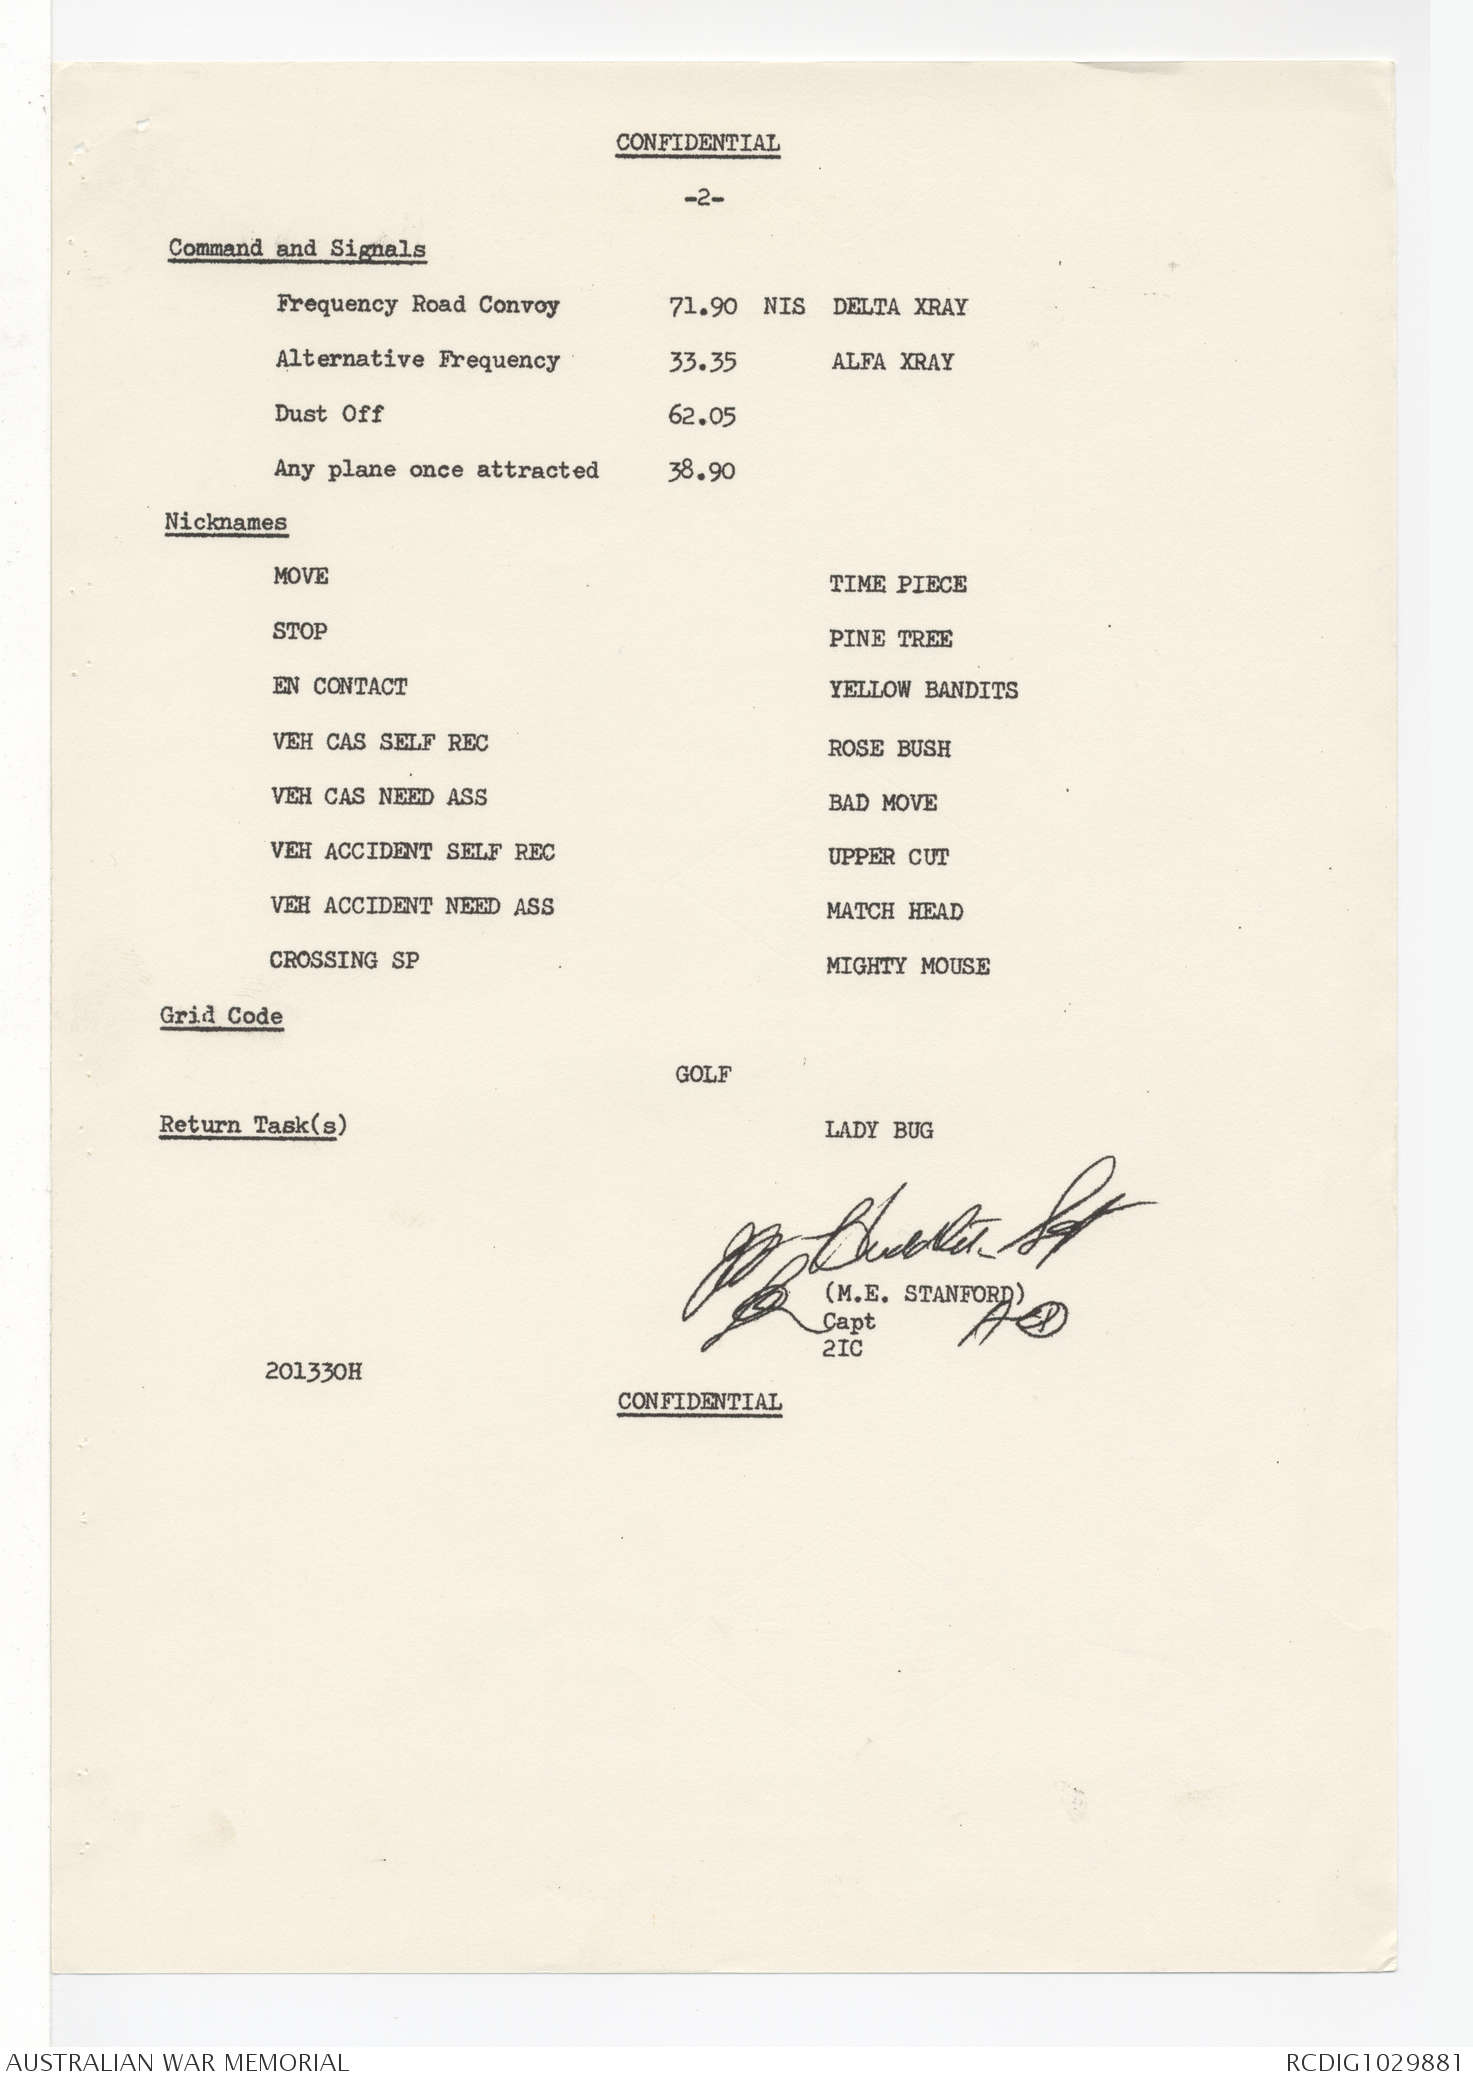 CONFIDENTIAL
-2-
Command and Signals
Frequency Road Convoy 71.90 NIS DELTA XRAY
Alternative Frequency 33.35 ALFA XRAY
Dust Off 62.05
Any plane once attracted 38.90
Nicknames
MOVE TIME PIECE
STOP PINE TREE
EN CONTACT YELLOW BANDITS
VEH CAS SELF REC ROSE BUSH
VEH CAS NEED ASS BAD MOVE
VEH ACCIDENT SELF REC UPPER CUT
VEH ACCIDENT NEED ASS MATCH HEAD
CROSSING SP MIGHTY MOUSE
Grid Code
GOLF
Return Task(s) LADY BUG
Sgt
(M.E. STANFORD)
Capt
2IC
201330H
CONFIDENTIAL
AUSTRALIAN WAR MEMORIAL RCDIG1029881